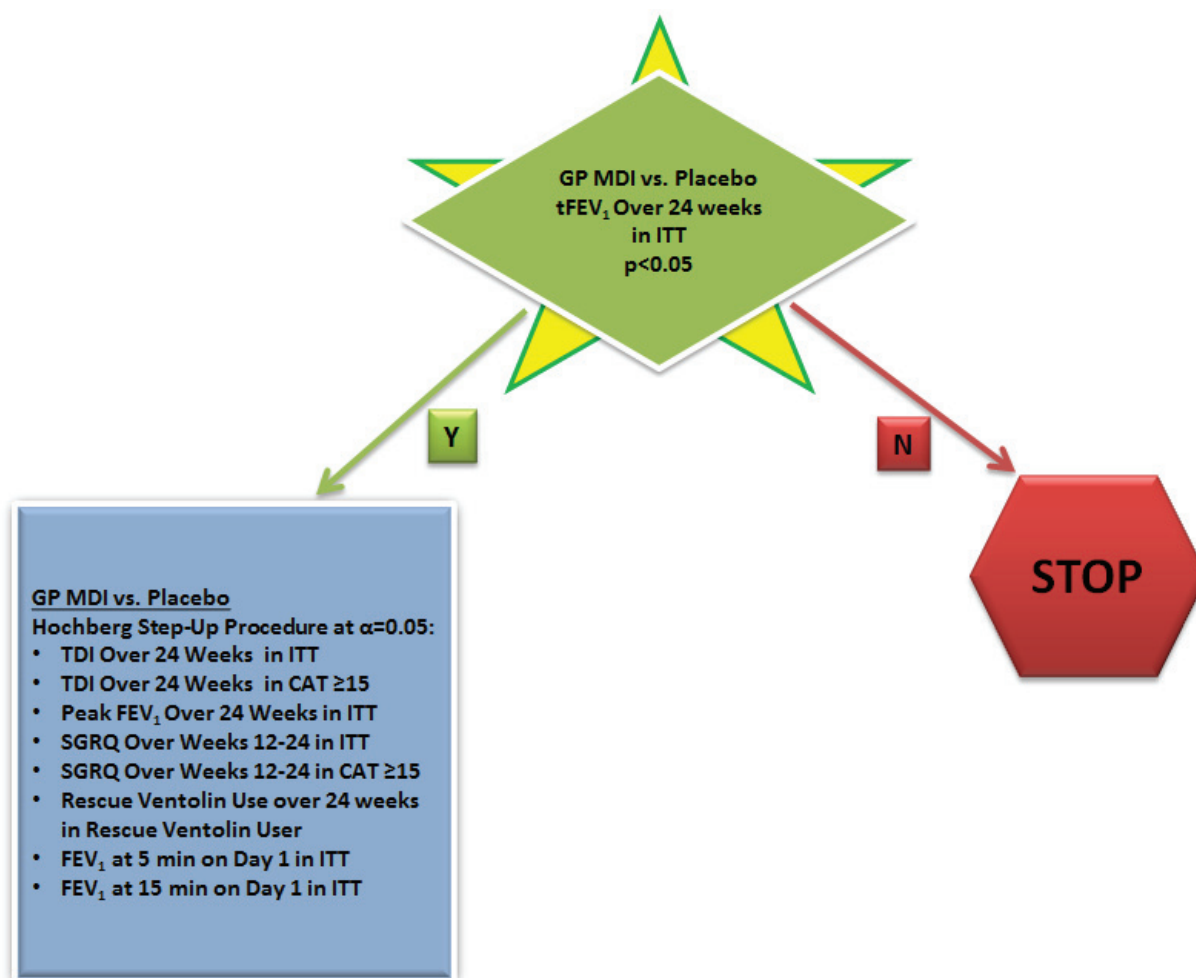 GP MDI vs. Placebo
tFEV₁ Over 24 weeks
in ITT
p<0.05
Y
N
STOP
GP MDI vs. Placebo
Hochberg Step-Up Procedure at α=0.05:
• TDI Over 24 Weeks in ITT
• TDI Over 24 Weeks in CAT ≥15
• Peak FEV₁ Over 24 Weeks in ITT
• SGRQ Over Weeks 12-24 in ITT
• SGRQ Over Weeks 12-24 in CAT ≥15
• Rescue Ventolin Use over 24 weeks
in Rescue Ventolin User
• FEV₁ at 5 min on Day 1 in ITT
• FEV₁ at 15 min on Day 1 in ITT